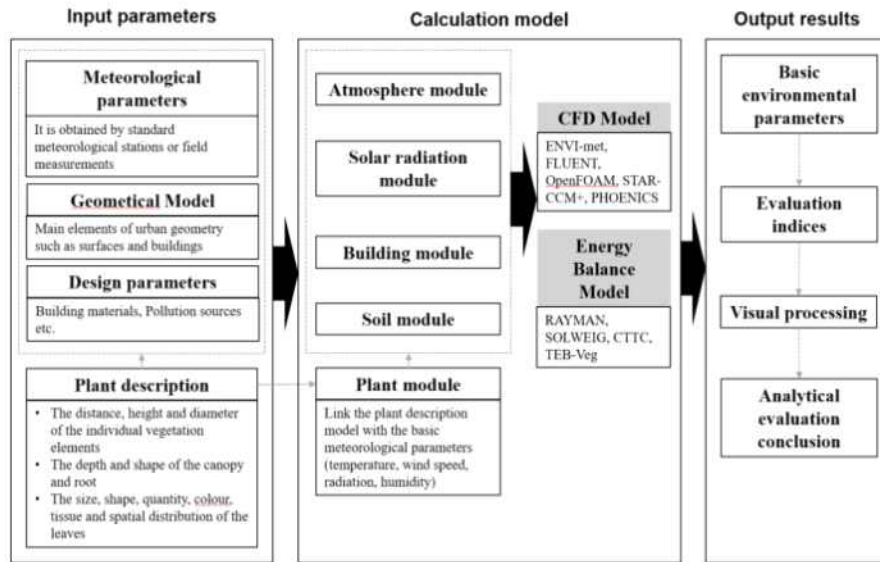 Input parameters
Meteorological
parameters
It is obtained by standard
meteorological stations or field
measurements
Geometical Model
Main elements of urban geometry
such as surfaces and buildings
Design parameters
Building materials, Pollution sources
etc.
Plant description
• The distance, height and diameter
of the individual vegetation
elements
• The depth and shape of the canopy
and root
• The size, shape, quantity, colour,
tissue and spatial distribution of the
leaves
Calculation model
Atmosphere module
Solar radiation
module
Building module
Soil module
Plant module
Link the plant description
model with the basic
meteorological parameters
(temperature, wind speed,
radiation, humidity)
CFD Model
ENVI-met,
FLUENT,
OpenFOAM, STAR-
CCM+, PHOENICS
Energy
Balance
Model
RAYMAN,
SOLWEIG, CTTC,
TEB-Veg
Output results
Basic
environmental
parameters
Evaluation
indices
Visual processing
Analytical
evaluation
conclusion